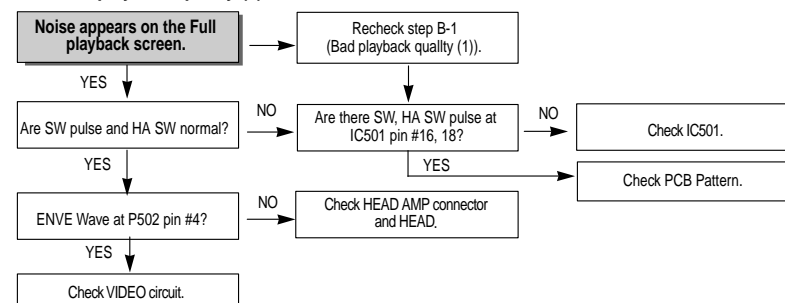 Noise appears on the Full
playback screen.
Recheck step B-1
(Bad playback quallty (1)).
YES
Are SW pulse and HA SW normal?
NO
Are there SW, HA SW pulse at
IC501 pin #16, 18?
NO
Check IC501.
YES
YES
Check PCB Pattern.
ENVE Wave at P502 pin #4?
NO
Check HEAD AMP connector
and HEAD.
YES
Check VIDEO circuit.